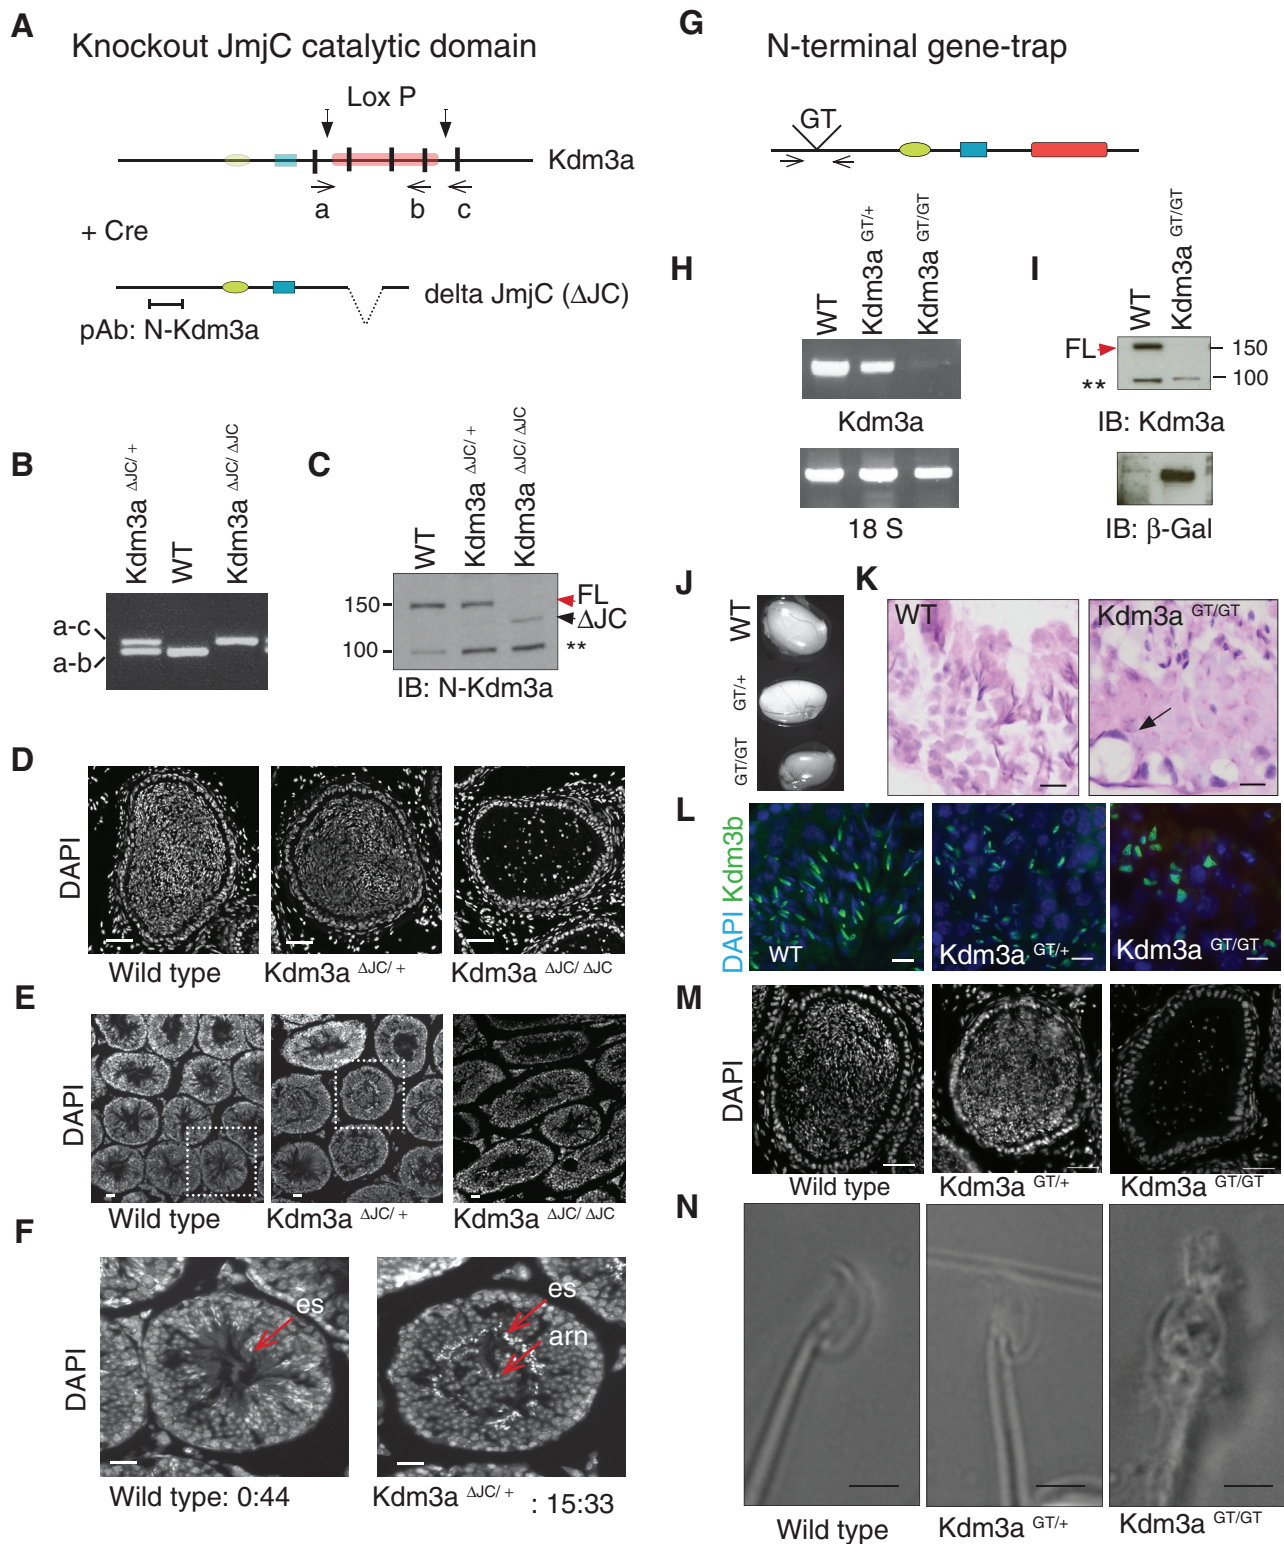 A
Knockout JmjC catalytic domain
Lox P
Kdm3a
a
b
c
+ Cre
delta JmjC (ΔJC)
pAb: N-Kdm3a
B
Kdm3a ΔJC/ +
WT
Kdm3a ΔJC/ ΔJC
a-c
a-b
C
WT
Kdm3a ΔJC/ +
Kdm3a ΔJC/ ΔJC
150
100
FL
ΔJC
**
IB: N-Kdm3a
D
DAPI
Wild type
Kdm3a ΔJC/ +
Kdm3a ΔJC/ ΔJC
E
DAPI
Wild type
Kdm3a ΔJC/ +
Kdm3a ΔJC/ ΔJC
F
DAPI
es
es
arn
Wild type: 0:44
Kdm3a ΔJC/ + : 15:33
G
N-terminal gene-trap
GT
H
WT
Kdm3a GT/+
Kdm3a GT/GT
Kdm3a
18 S
I
WT
Kdm3a GT/GT
FL
**
150
100
IB: Kdm3a
IB: β-Gal
J
WT
GT/+
GT/GT
K
WT
Kdm3a GT/GT
L
DAPI Kdm3b
WT
Kdm3a GT/+
Kdm3a GT/GT
M
DAPI
Wild type
Kdm3a GT/+
Kdm3a GT/GT
N
Wild type
Kdm3a GT/+
Kdm3a GT/GT